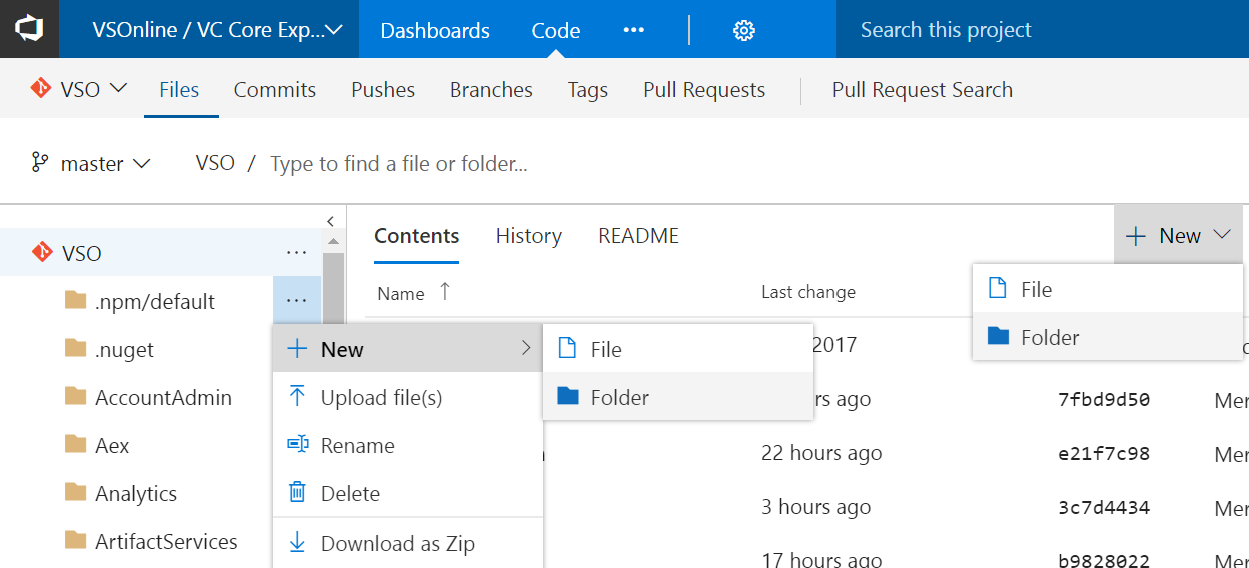 VSOnline / VC Core Exp... Dashboards Code ... Search this project
VSO Files Commits Pushes Branches Tags Pull Requests Pull Request Search
master VSO / Type to find a file or folder...
Contents History README + New
VSO ...
Name ↑ Last change
File
Folder
.npm/default ...
+ New > File
2017
.nuget
Upload file(s) Folder
rs ago 7fbd9d50 Mer
AccountAdmin
Rename
22 hours ago e21f7c98 Mer
Aex
Delete
3 hours ago 3c7d4434 Mer
Analytics
Download as Zip
17 hours ago b9828022 Mer
ArtifactServices